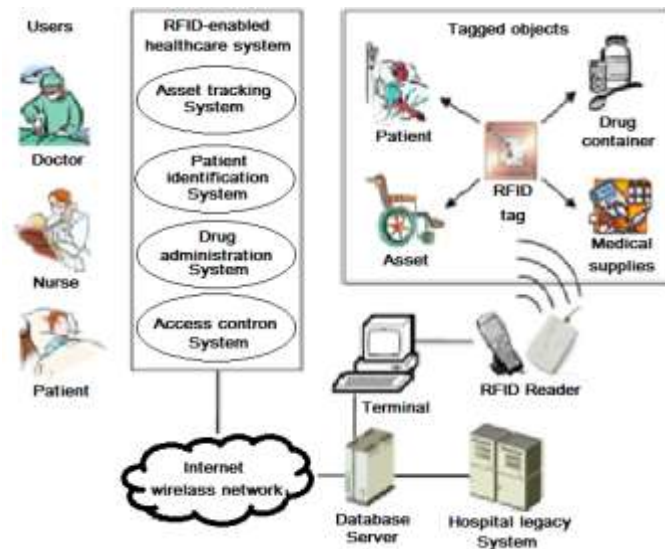 Users
Doctor
Nurse
Patient
RFID-enabled
healthcare system
Asset tracking
System
Patient
identification
System
Drug
administration
System
Access contron
System
Tagged objects
Patient
Drug
container
RFID
tag
Asset
Medical
supplies
Terminal
RFID Reader
Internet
wirelass network
Database
Server
Hospital legacy
System